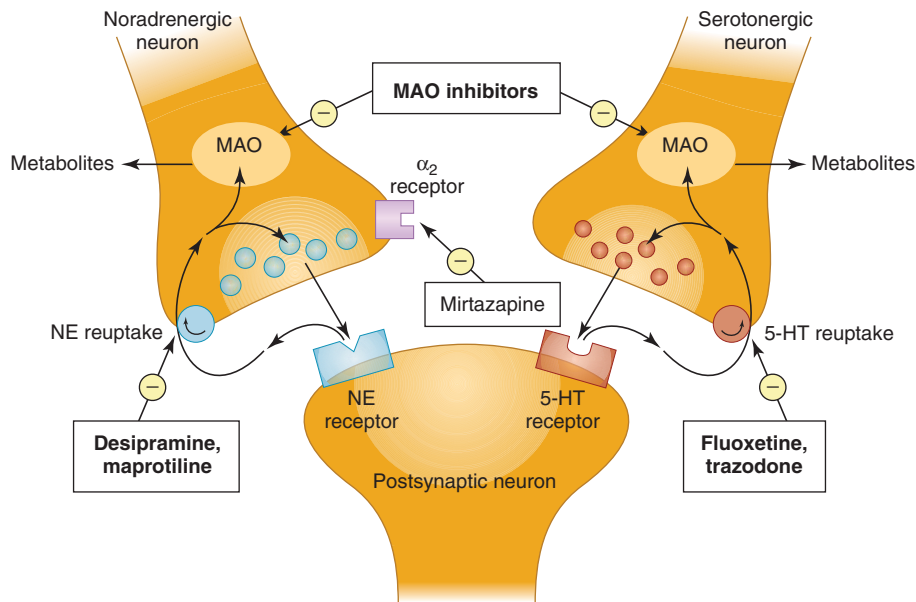 Noradrenergic
neuron
Serotonergic
neuron
MAO inhibitors
−
−
MAO
MAO
Metabolites
Metabolites
α2
receptor
−
Mirtazapine
NE reuptake
5-HT reuptake
−
−
NE
receptor
5-HT
receptor
Desipramine,
maprotiline
Fluoxetine,
trazodone
Postsynaptic neuron